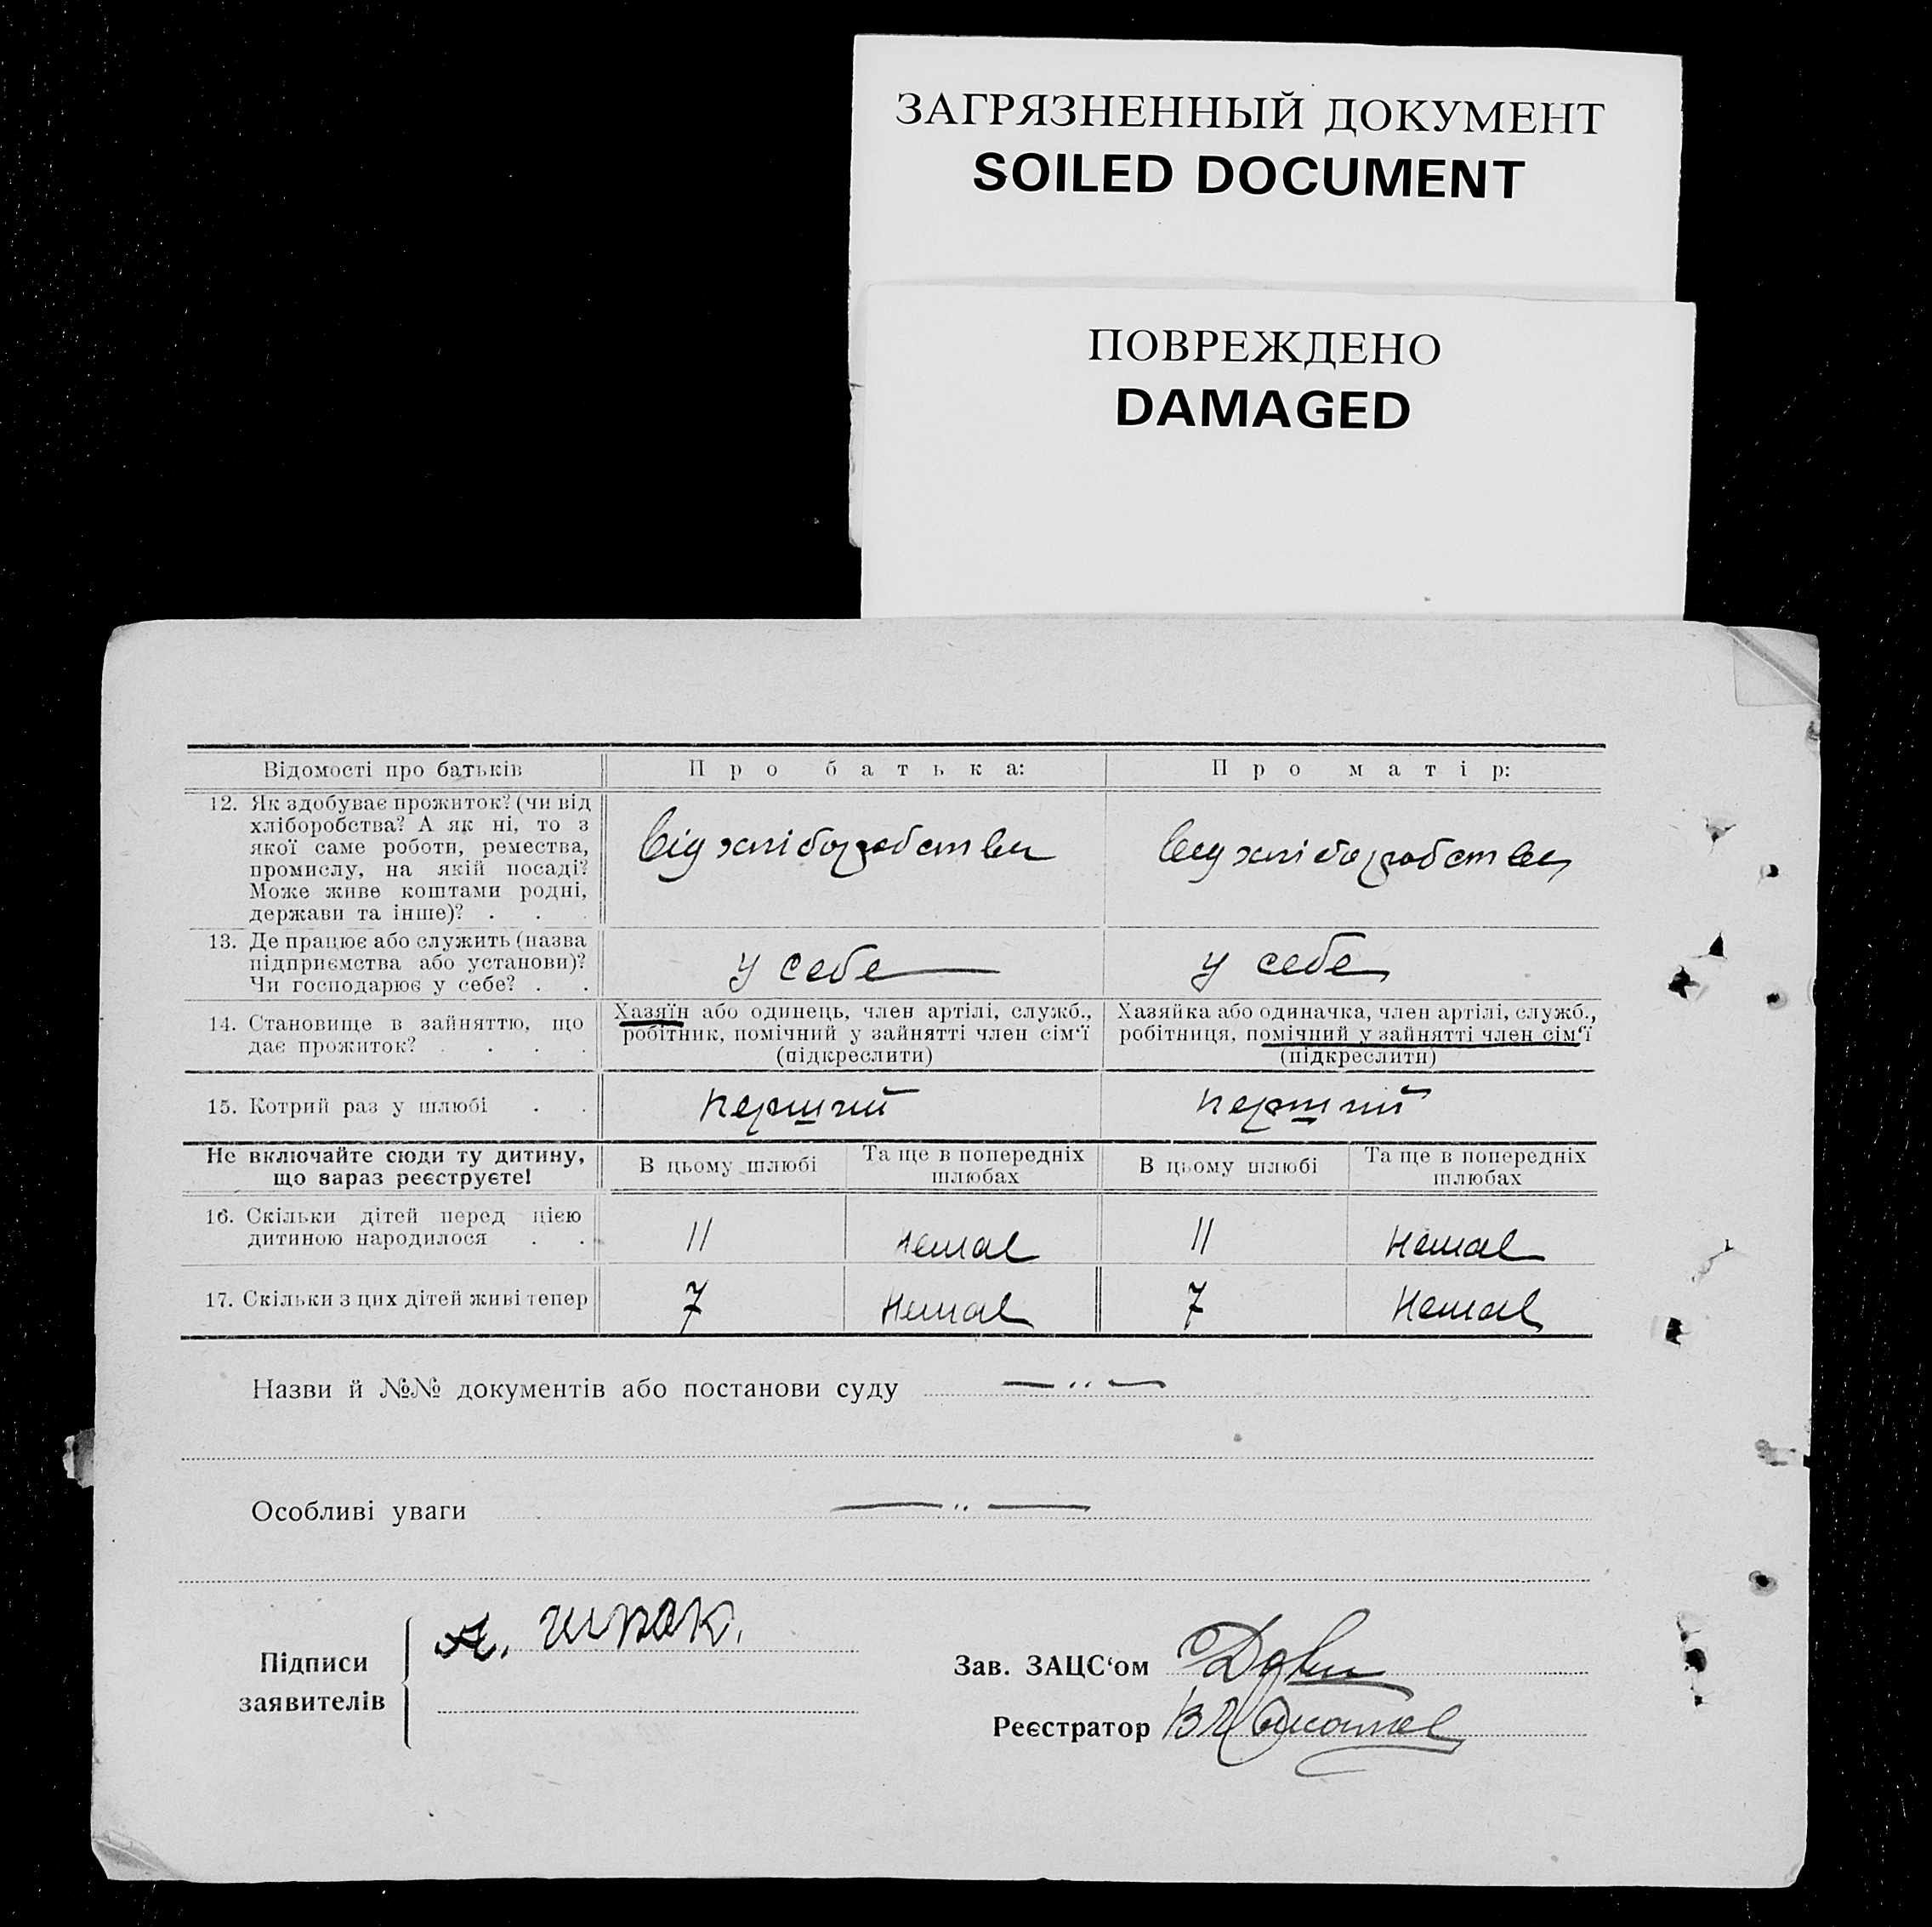 ЗАГРЯЗНЕННЫЙ ДОКУМЕНТ
SOILED DOCUMENT
ПОВРЕЖДЕНО
DAMAGED
Відомості про батьків Про батька: Про матір:
12. Як здобуває прожиток? (чи від
хліборобства? А як ні, то з
якої саме роботи, ремества,
промислу, на якій посаді?
Може живе коштами родні,
держави та інше)? . . .
від хліборобства від хліборобства
13. Де працює або служить (назва
підприємства або установи)?
Чи господарює у себе? . .
у себе у себе
14. Становище в зайняттю, що
дає прожиток? . . . .
Хазяїн або одинець, член артілі, служб.,
робітник, помічний у зайнятті член сім'ї
(підкреслити)
Хазяйка або одиначка, член артілі, служб.,
робітниця, помічний у зайнятті член сім'ї
(підкреслити)
15. Котрий раз у шлюбі . . перший перший
Не включайте сюди ту дитину,
що зараз реєструєте!
В цьому шлюбі Та ще в попередніх
шлюбах
В цьому шлюбі Та ще в попередніх
шлюбах
16. Скільки дітей перед цією
дитиною народилося . .
11 немає 11 немає
17. Скільки з цих дітей живі тепер 7 немає 7 немає
Назви й №№ документів або постанови суду — ·· —
Особливі уваги — ·· —
Підписи
заявителів
А. Шпак.
Зав. ЗАЦС'ом
Реєстратор